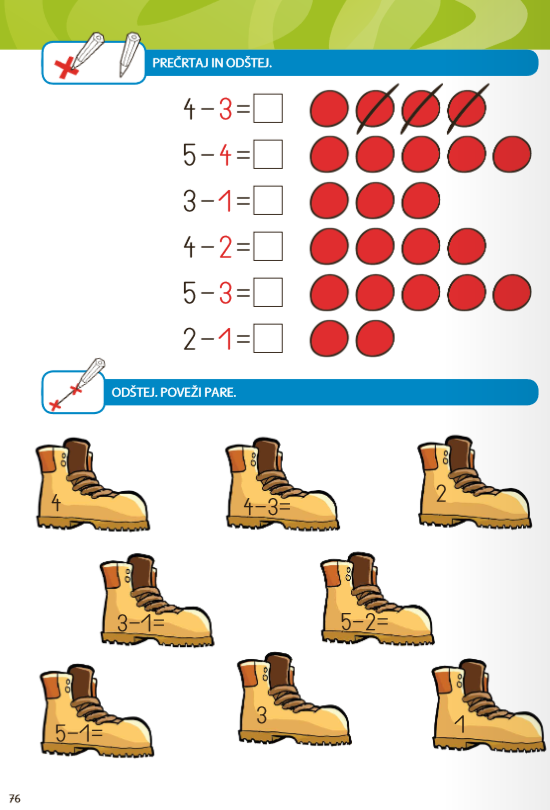 PREČRTAJ IN ODŠTEJ.
4-3=
5-4=
3-1=
4-2=
5-3=
2-1=
ODŠTEJ. POVEŽI PARE.
4 4-3= 2
3-1= 5-2=
5-1= 3 1
76